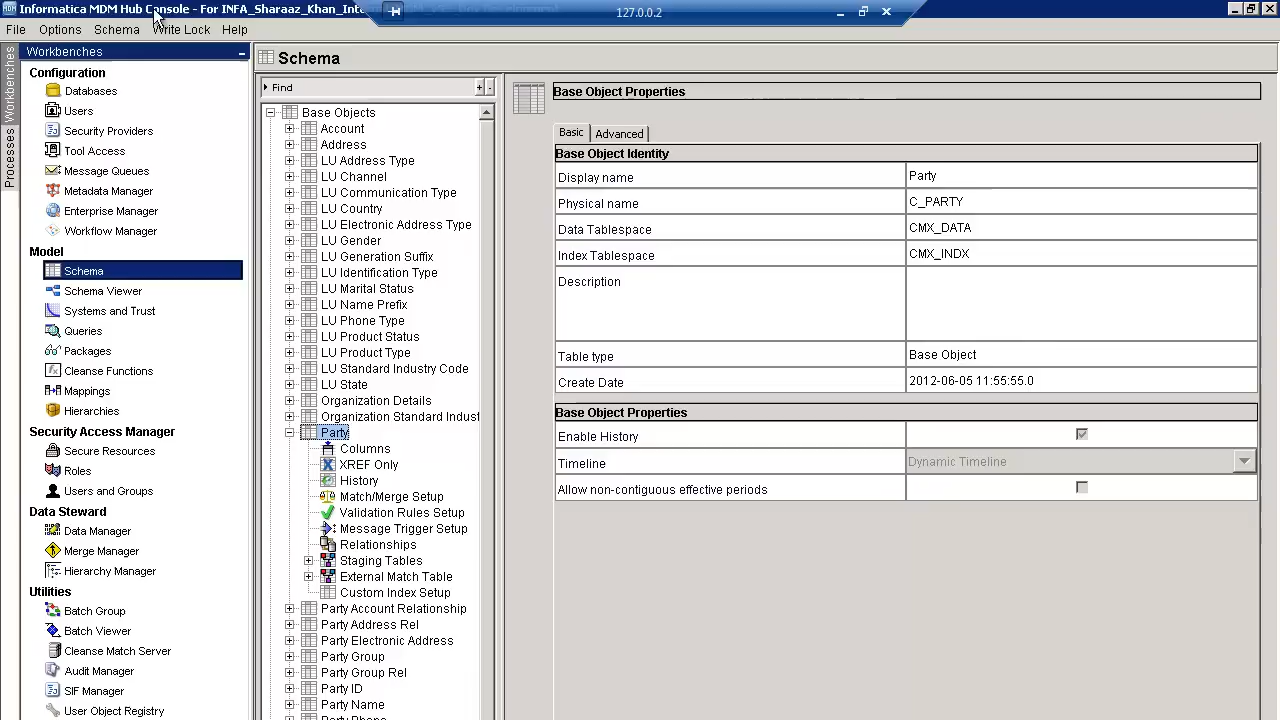 Informatica MDM Hub Console - For INFA_Sharaaz_Khan_Inte
127.0.0.2
File Options Schema Write Lock Help
Workbenches
Processes
Workbenches
Configuration
Databases
Users
Security Providers
Tool Access
Message Queues
Metadata Manager
Enterprise Manager
Workflow Manager
Model
Schema
Schema Viewer
Systems and Trust
Queries
Packages
Cleanse Functions
Mappings
Hierarchies
Security Access Manager
Secure Resources
Roles
Users and Groups
Data Steward
Data Manager
Merge Manager
Hierarchy Manager
Utilities
Batch Group
Batch Viewer
Cleanse Match Server
Audit Manager
SIF Manager
User Object Registry
Schema
Find
Base Objects
Account
Address
LU Address Type
LU Channel
LU Communication Type
LU Country
LU Electronic Address Type
LU Gender
LU Generation Suffix
LU Identification Type
LU Marital Status
LU Name Prefix
LU Phone Type
LU Product Status
LU Product Type
LU Standard Industry Code
LU State
Organization Details
Organization Standard Indust
Party
Columns
XREF Only
History
Match/Merge Setup
Validation Rules Setup
Message Trigger Setup
Relationships
Staging Tables
External Match Table
Custom Index Setup
Party Account Relationship
Party Address Rel
Party Electronic Address
Party Group
Party Group Rel
Party ID
Party Name
Party Phone
Base Object Properties
Basic Advanced
Base Object Identity
Display name Party
Physical name C_PARTY
Data Tablespace CMX_DATA
Index Tablespace CMX_INDX
Description
Table type Base Object
Create Date 2012-06-05 11:55:55.0
Base Object Properties
Enable History
Timeline Dynamic Timeline
Allow non-contiguous effective periods